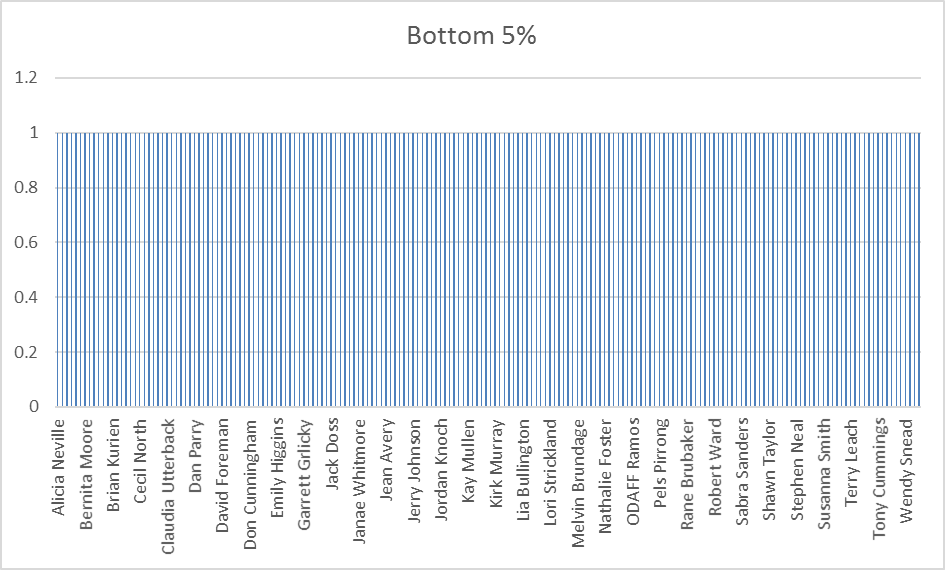 Bottom 5%
1.2
1
0.8
0.6
0.4
0.2
0
Alicia Neville
Bernita Moore
Brian Kurien
Cecil North
Claudia Utterback
Dan Parry
David Foreman
Don Cunningham
Emily Higgins
Garrett Grlicky
Jack Doss
Janae Whitmore
Jean Avery
Jerry Johnson
Jordan Knoch
Kay Mullen
Kirk Murray
Lia Bullington
Lori Strickland
Melvin Brundage
Nathalie Foster
ODAFF Ramos
Pels Pirrong
Rane Brubaker
Robert Ward
Sabra Sanders
Shawn Taylor
Stephen Neal
Susanna Smith
Terry Leach
Tony Cummings
Wendy Snead